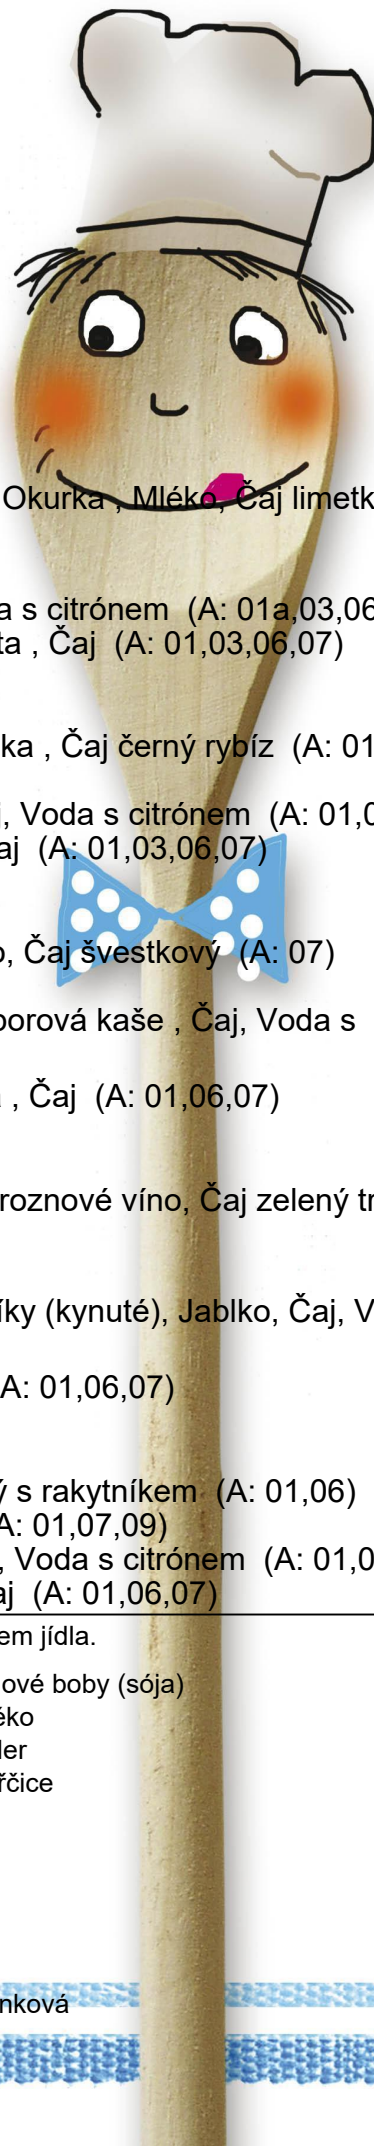 Okurka , Mléko, Čaj limetk
a s citrónem (A: 01a,03,06
ta , Čaj (A: 01,03,06,07)
ka , Čaj černý rybíz (A: 01
, Voda s citrónem (A: 01,0
aj (A: 01,03,06,07)
o, Čaj švestkový (A: 07)
borová kaše , Čaj, Voda s
, Čaj (A: 01,06,07)
roznové víno, Čaj zelený tr
íky (kynuté), Jablko, Čaj, V
A: 01,06,07)
ý s rakytníkem (A: 01,06)
A: 01,07,09)
, Voda s citrónem (A: 01,0
aj (A: 01,06,07)
em jídla.
ové boby (sója)
éko
ler
řčice
nková